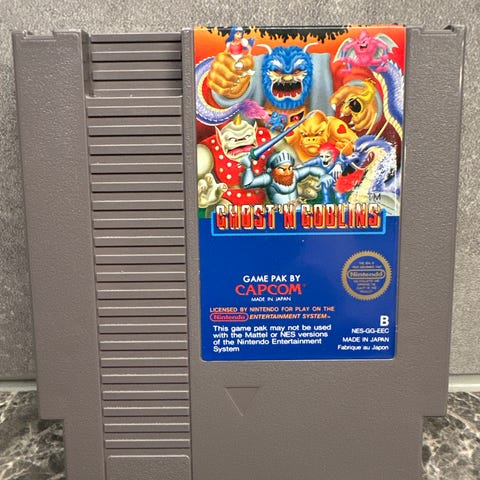 TM
GHOST'N GOBLINS
GAME PAK BY
CAPCOM
MADE IN JAPAN
LICENSED BY NINTENDO FOR PLAY ON THE
Nintendo ENTERTAINMENT SYSTEM™
This game pak may not be used
with the Mattel or NES versions
of the Nintendo Entertainment
System
Nintendo
B
NES-GG-EEC
MADE IN JAPAN
Fabriqué au Japon